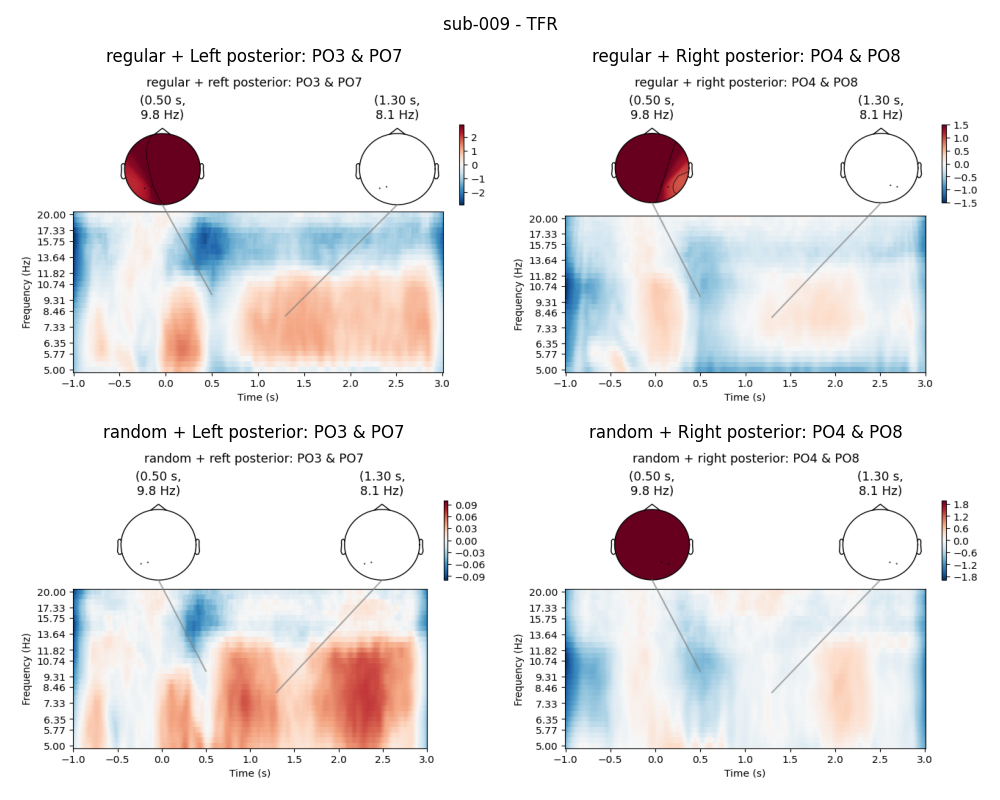 sub-009 - TFR
regular + Left posterior: PO3 & PO7
regular + reft posterior: PO3 & PO7
(0.50 s,
9.8 Hz)
(1.30 s,
8.1 Hz)
2
1
0
−1
−2
20.00
17.33
15.75
13.64
11.82
10.74
9.31
8.46
7.33
6.35
5.77
5.00
Frequency (Hz)
−1.0 −0.5 0.0 0.5 1.0 1.5 2.0 2.5 3.0
Time (s)
regular + Right posterior: PO4 & PO8
regular + right posterior: PO4 & PO8
(0.50 s,
9.8 Hz)
(1.30 s,
8.1 Hz)
1.5
1.0
0.5
0.0
−0.5
−1.0
−1.5
20.00
17.33
15.75
13.64
11.82
10.74
9.31
8.46
7.33
6.35
5.77
5.00
Frequency (Hz)
−1.0 −0.5 0.0 0.5 1.0 1.5 2.0 2.5 3.0
Time (s)
random + Left posterior: PO3 & PO7
random + reft posterior: PO3 & PO7
(0.50 s,
9.8 Hz)
(1.30 s,
8.1 Hz)
0.09
0.06
0.03
0.00
−0.03
−0.06
−0.09
20.00
17.33
15.75
13.64
11.82
10.74
9.31
8.46
7.33
6.35
5.77
5.00
Frequency (Hz)
−1.0 −0.5 0.0 0.5 1.0 1.5 2.0 2.5 3.0
Time (s)
random + Right posterior: PO4 & PO8
random + right posterior: PO4 & PO8
(0.50 s,
9.8 Hz)
(1.30 s,
8.1 Hz)
1.8
1.2
0.6
0.0
−0.6
−1.2
−1.8
20.00
17.33
15.75
13.64
11.82
10.74
9.31
8.46
7.33
6.35
5.77
5.00
Frequency (Hz)
−1.0 −0.5 0.0 0.5 1.0 1.5 2.0 2.5 3.0
Time (s)